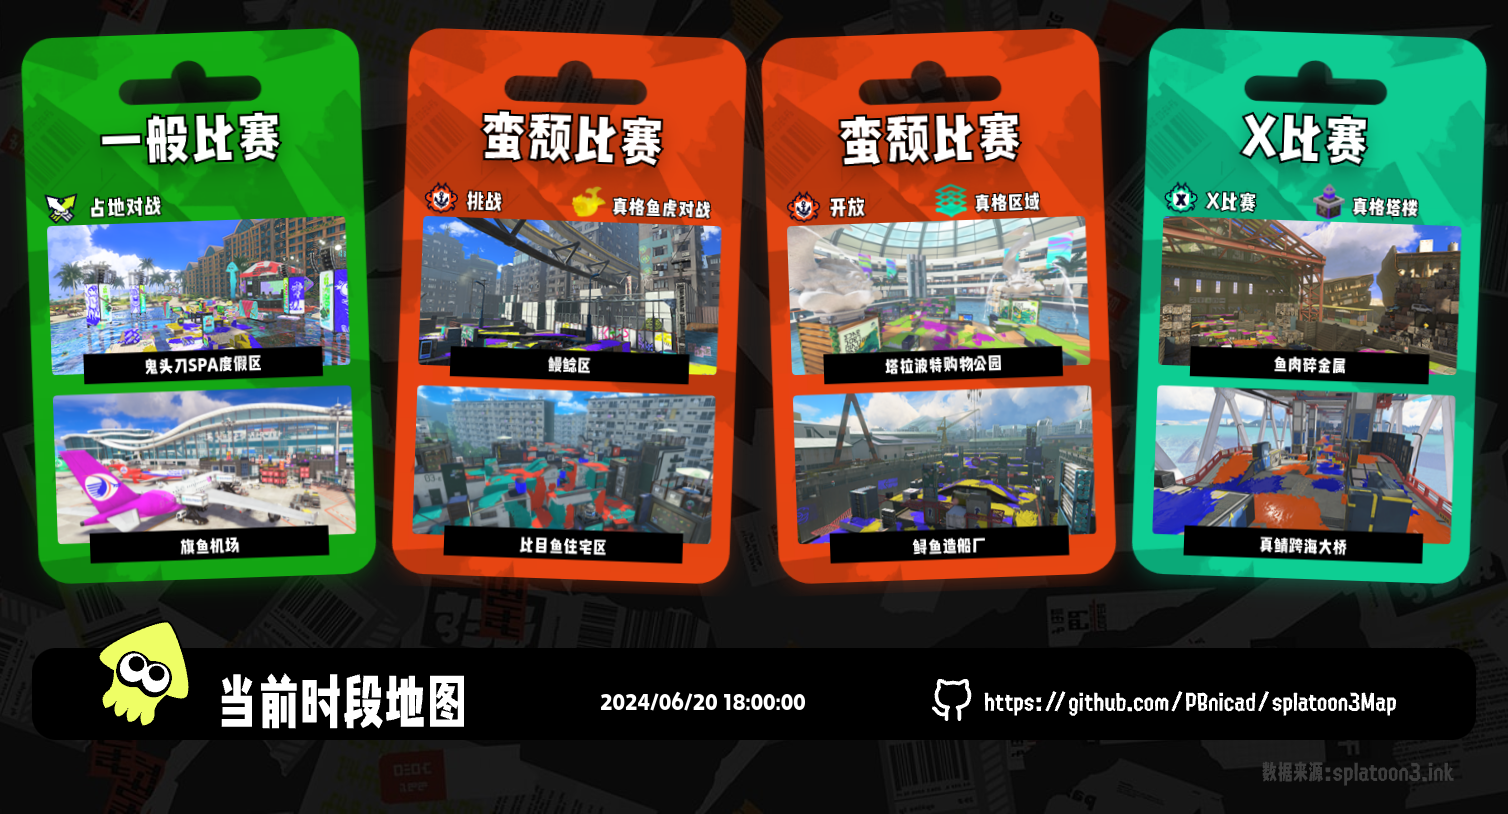 一般比赛
占地对战
鬼头刀SPA度假区
旗鱼机场
蛮颓比赛
挑战
真格鱼虎对战
鳗鲶区
比目鱼住宅区
蛮颓比赛
开放
真格区域
塔拉波特购物公园
鲟鱼造船厂
X比赛
X比赛
真格塔楼
鱼肉碎金属
真鲭跨海大桥
当前时段地图
2024/06/20 18:00:00
https://github.com/PBnicad/splatoon3Map
数据来源:splatoon3.ink